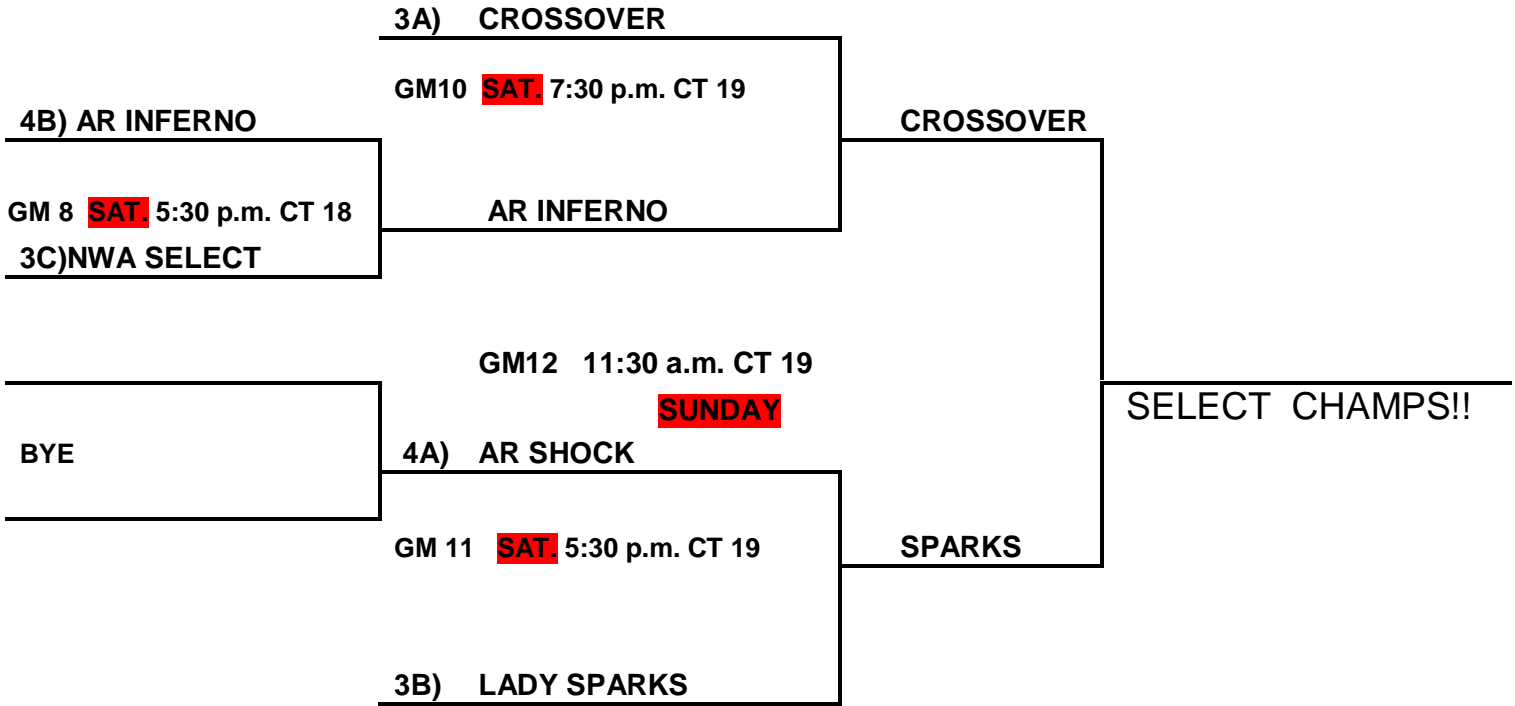 3A) CROSSOVER
GM10 SAT. 7:30 p.m. CT 19
4B) AR INFERNO
CROSSOVER
GM 8 SAT. 5:30 p.m. CT 18
AR INFERNO
3C)NWA SELECT
GM12 11:30 a.m. CT 19
SUNDAY
SELECT CHAMPS!!
BYE
4A) AR SHOCK
GM 11 SAT. 5:30 p.m. CT 19
SPARKS
3B) LADY SPARKS